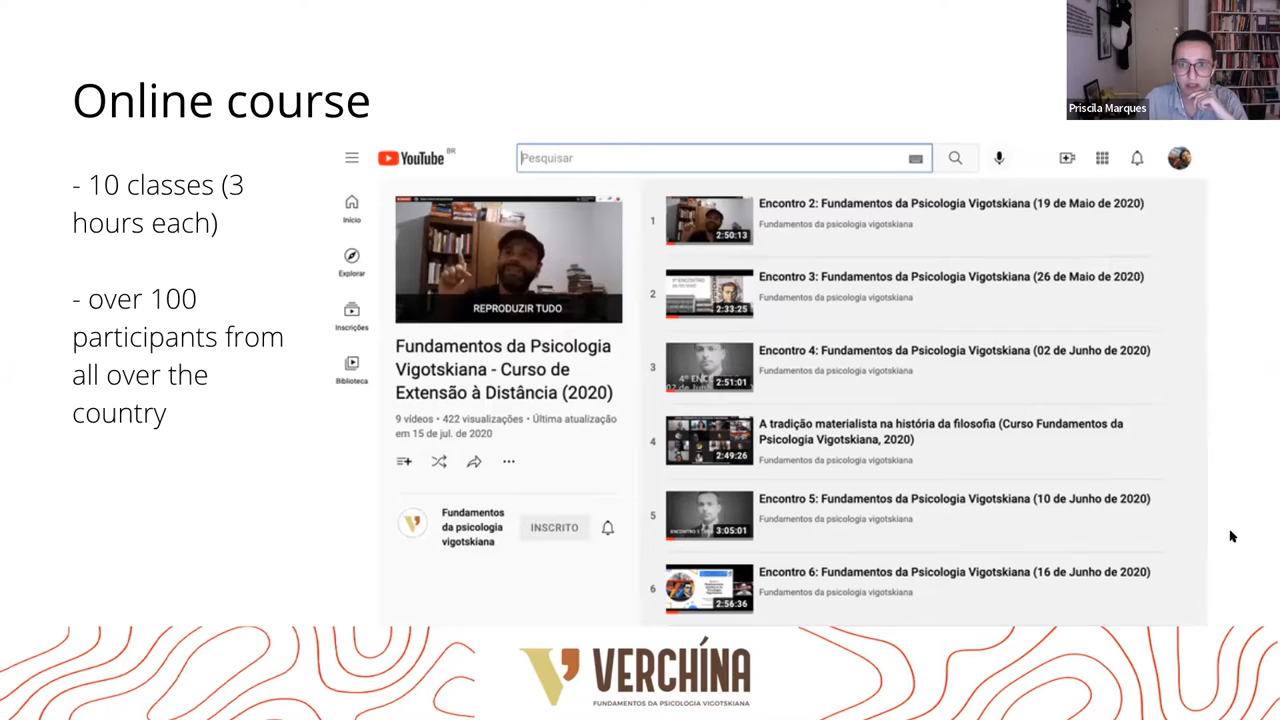 Priscila Marques
Online course
- 10 classes (3
hours each)
- over 100
participants from
all over the
country
YouTube BR
Pesquisar
Início
Explorar
Inscrições
Biblioteca
REPRODUZIR TUDO
Fundamentos da Psicologia
Vigotskiana - Curso de
Extensão à Distância (2020)
9 vídeos • 422 visualizações • Última atualização
em 15 de jul. de 2020
Fundamentos
da psicologia
vigotskiana
INSCRITO
1
2:50:13
Encontro 2: Fundamentos da Psicologia Vigotskiana (19 de Maio de 2020)
Fundamentos da psicologia vigotskiana
2
2:33:25
Encontro 3: Fundamentos da Psicologia Vigotskiana (26 de Maio de 2020)
Fundamentos da psicologia vigotskiana
3
2:51:01
Encontro 4: Fundamentos da Psicologia Vigotskiana (02 de Junho de 2020)
Fundamentos da psicologia vigotskiana
4
2:49:26
A tradição materialista na história da filosofia (Curso Fundamentos da
Psicologia Vigotskiana, 2020)
Fundamentos da psicologia vigotskiana
5
3:05:01
Encontro 5: Fundamentos da Psicologia Vigotskiana (10 de Junho de 2020)
Fundamentos da psicologia vigotskiana
6
2:56:36
Encontro 6: Fundamentos da Psicologia Vigotskiana (16 de Junho de 2020)
Fundamentos da psicologia vigotskiana
VERCHÍNA
FUNDAMENTOS DA PSICOLOGIA VIGOTSKIANA